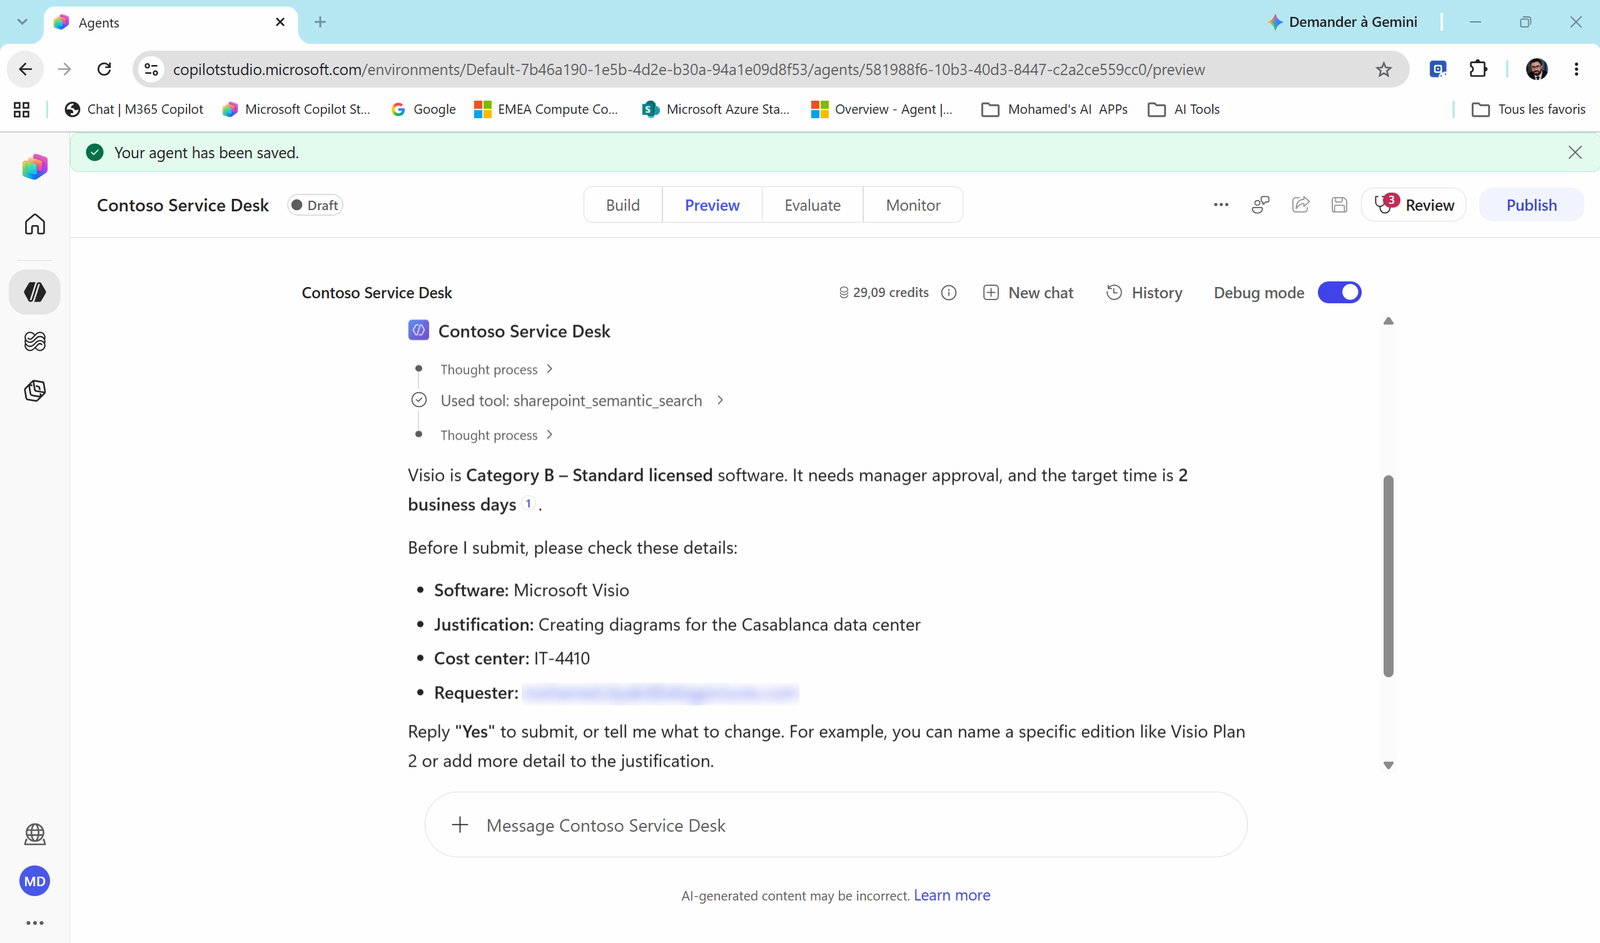 Agents
Demander à Gemini
copilotstudio.microsoft.com/environments/Default-7b46a190-1e5b-4d2e-b30a-94a1e09d8f53/agents/581988f6-10b3-40d3-8447-c2a2ce559cc0/preview
Chat | M365 Copilot
Microsoft Copilot St...
Google
EMEA Compute Co...
Microsoft Azure Sta...
Overview - Agent |...
Mohamed's AI APPs
AI Tools
Tous les favoris
Your agent has been saved.
Contoso Service Desk
Draft
Build
Preview
Evaluate
Monitor
3
Review
Publish
Contoso Service Desk
29,09 credits
New chat
History
Debug mode
Contoso Service Desk
Thought process
Used tool: sharepoint_semantic_search
Thought process
Visio is Category B – Standard licensed software. It needs manager approval, and the target time is 2
business days 1 .
Before I submit, please check these details:
• Software: Microsoft Visio
• Justification: Creating diagrams for the Casablanca data center
• Cost center: IT-4410
• Requester:
Reply "Yes" to submit, or tell me what to change. For example, you can name a specific edition like Visio Plan
2 or add more detail to the justification.
Message Contoso Service Desk
AI-generated content may be incorrect. Learn more
MD